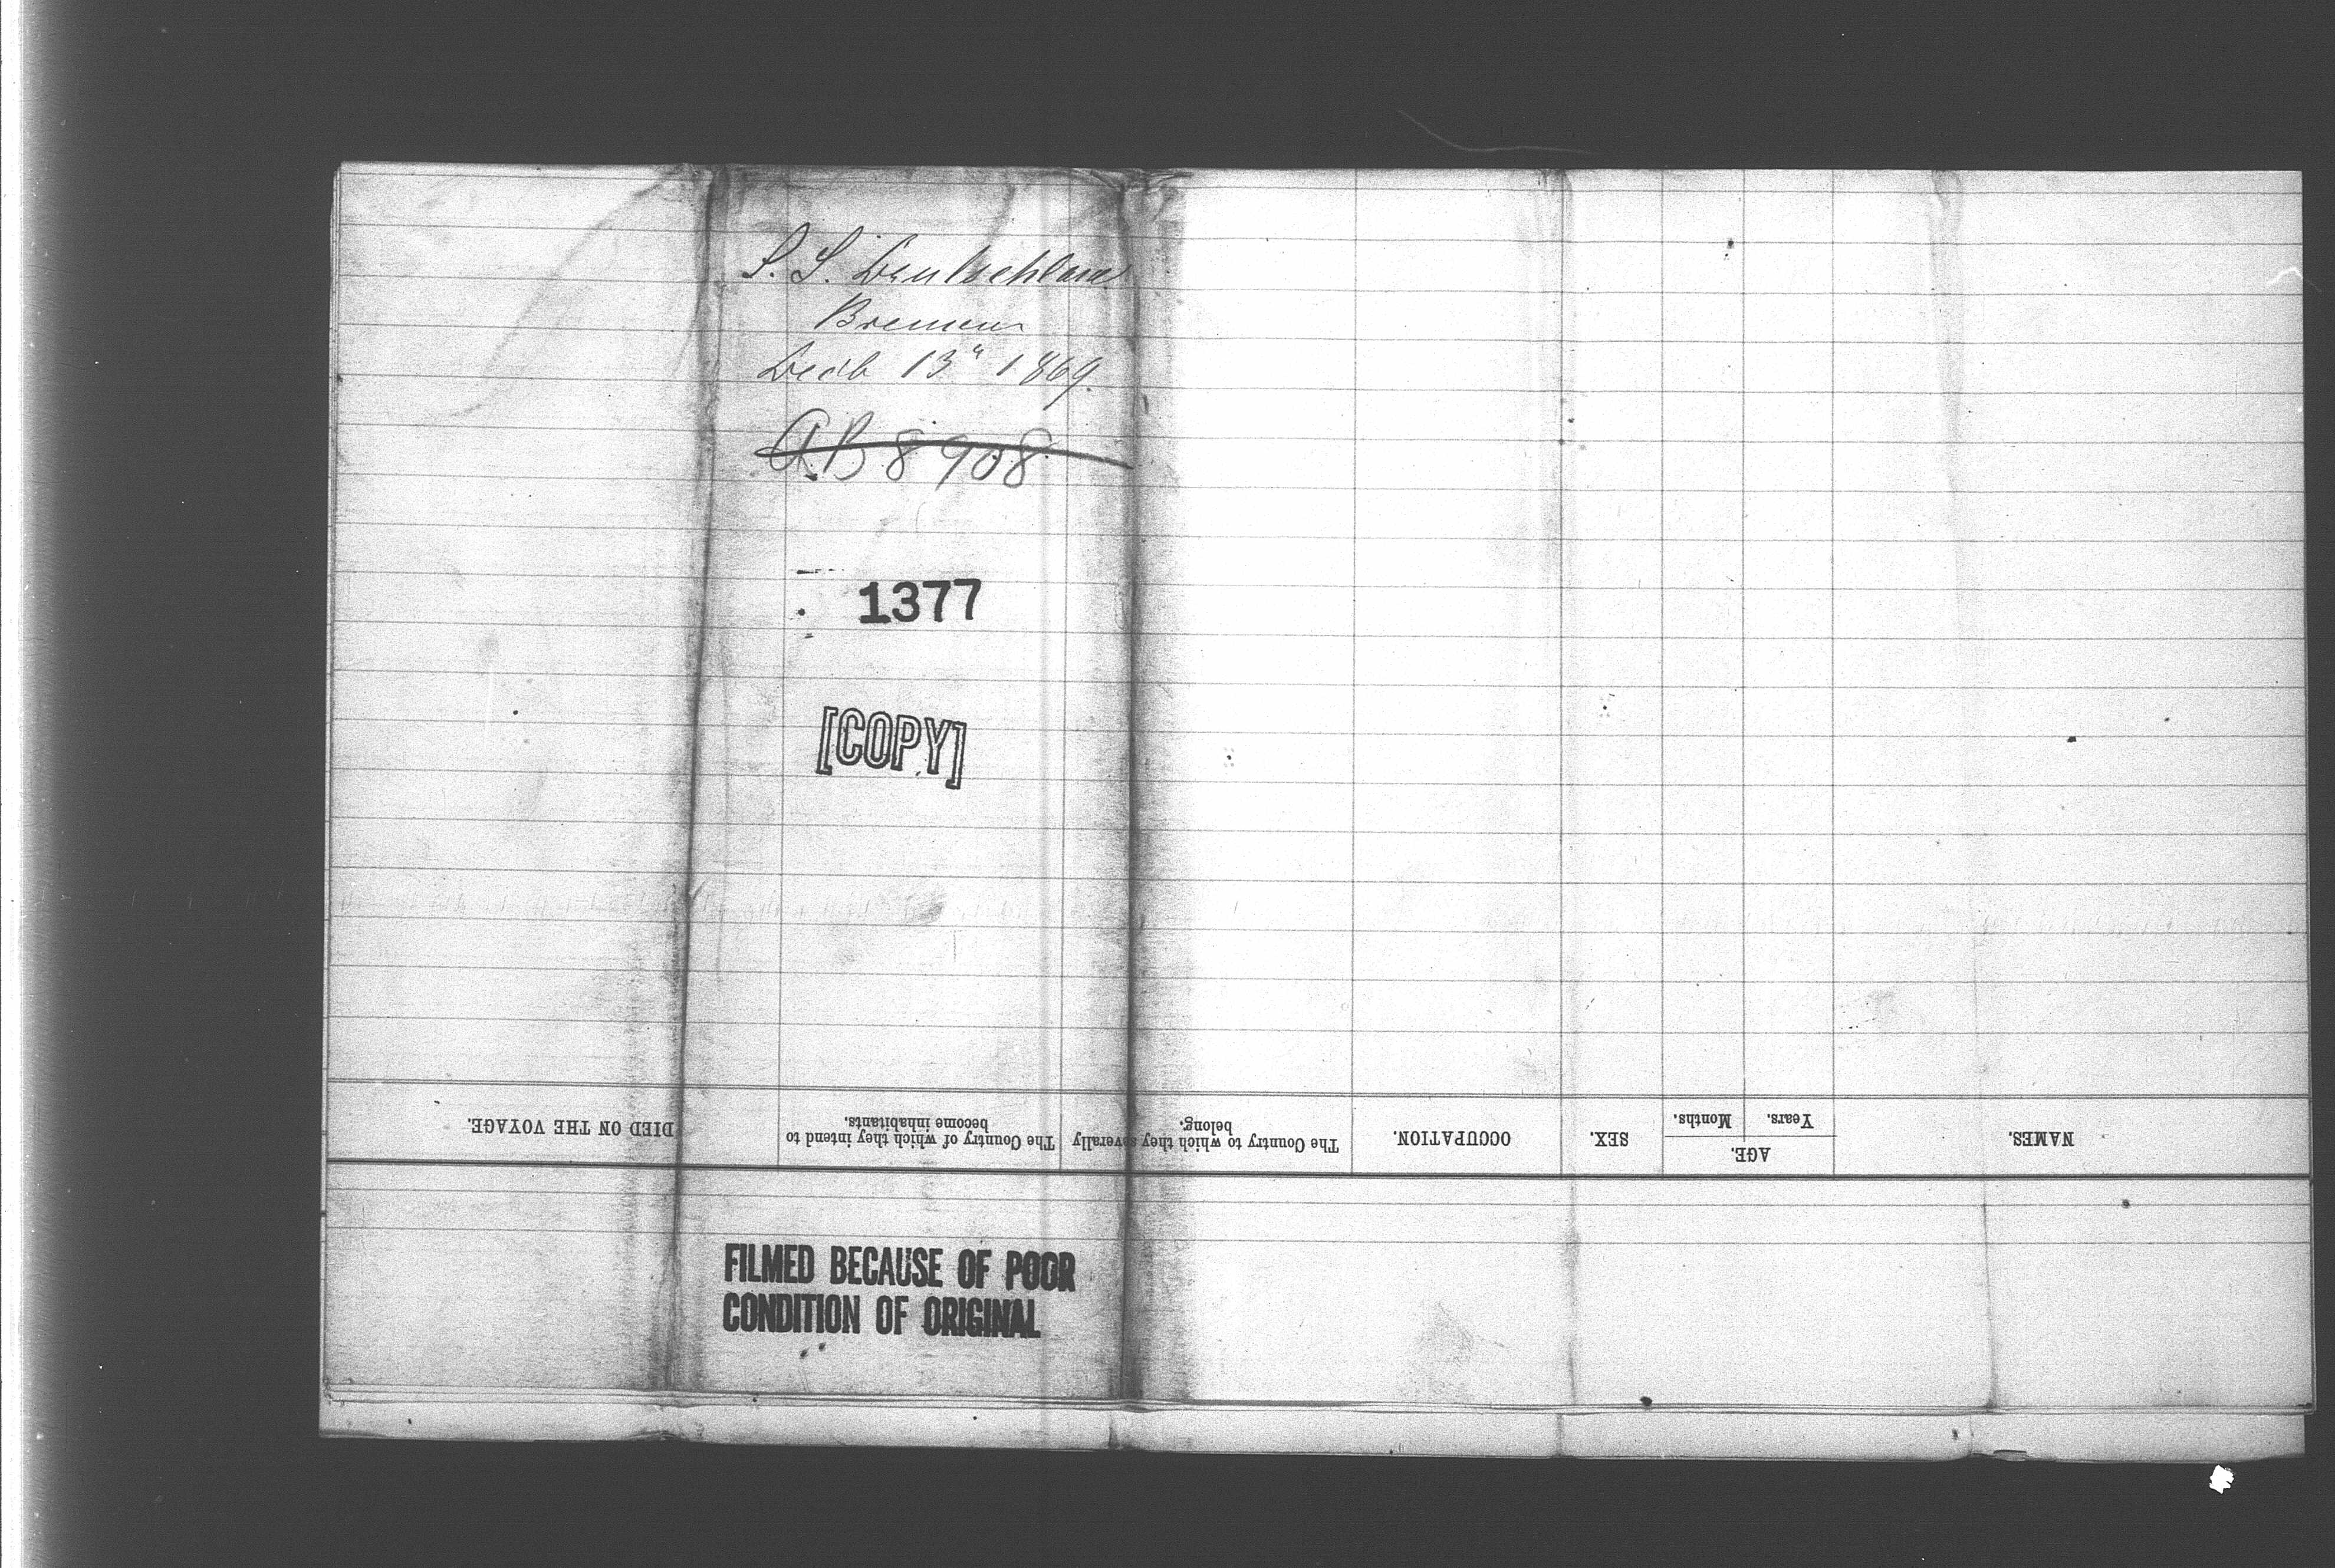 S. S. Deutschland
Bremen
Decb 13" 1869.
AB 8908
1377
[COPY]
NAMES.
AGE.
Years.
Months.
SEX.
OCCUPATION.
The Country to which they severally
belong.
The Country of which they intend to
become inhabitants.
DIED ON THE VOYAGE.
FILMED BECAUSE OF POOR
CONDITION OF ORIGINAL